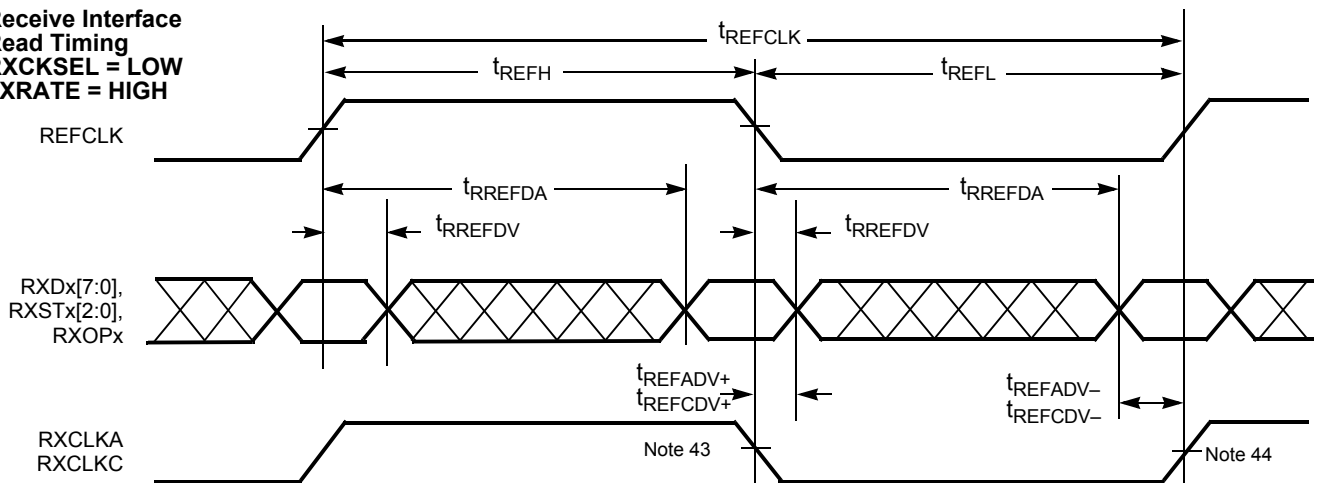 Receive Interface
Read Timing
RXCKSEL = LOW
XRATE = HIGH
tREFCLK
tREFH
tREFL
REFCLK
tRREFDA
tRREFDA
tRREFDV
tRREFDV
RXDx[7:0],
RXSTx[2:0],
RXOPx
tREFADV+
tREFCDV+
tREFADV–
tREFCDV–
RXCLKA
RXCLKC
Note 43
Note 44